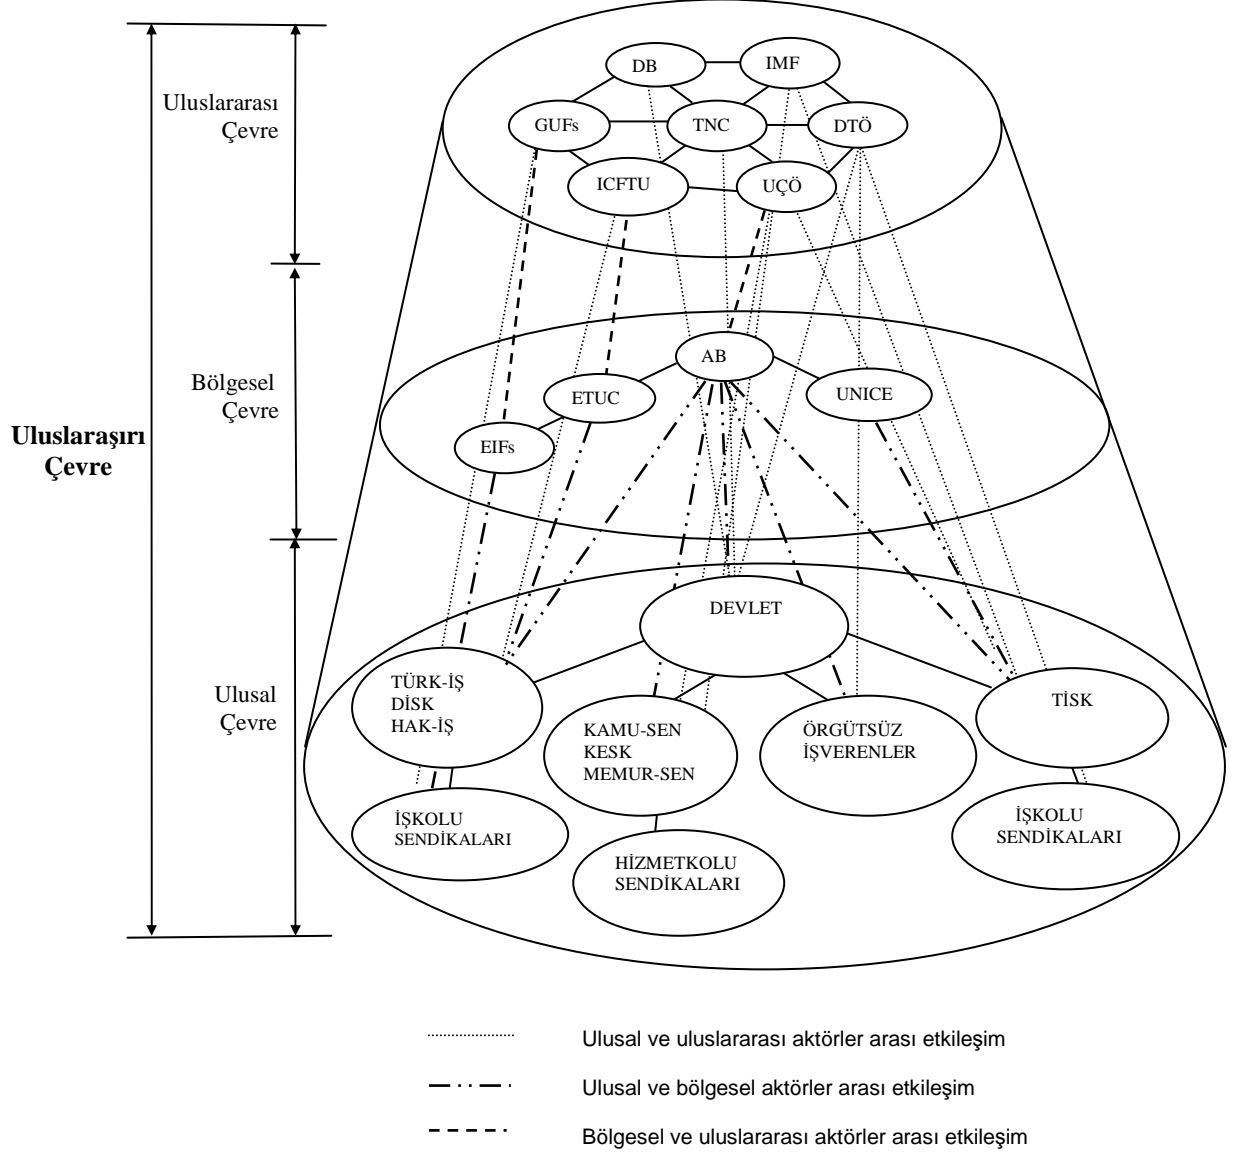 DB
IMF
Uluslararası
Çevre
GUFs
TNC
DTÖ
ICFTU
UÇÖ
AB
Bölgesel
Çevre
ETUC
UNICE
Uluslaraşırı
Çevre
EIFs
DEVLET
Ulusal
Çevre
TÜRK-İŞ
DİSK
HAK-İŞ
KAMU-SEN
KESK
MEMUR-SEN
ÖRGÜTSÜZ
İŞVERENLER
TİSK
İŞKOLU
SENDİKALARI
HİZMETKOLU
SENDİKALARI
İŞKOLU
SENDİKALARI
Ulusal ve uluslararası aktörler arası etkileşim
Ulusal ve bölgesel aktörler arası etkileşim
Bölgesel ve uluslararası aktörler arası etkileşim